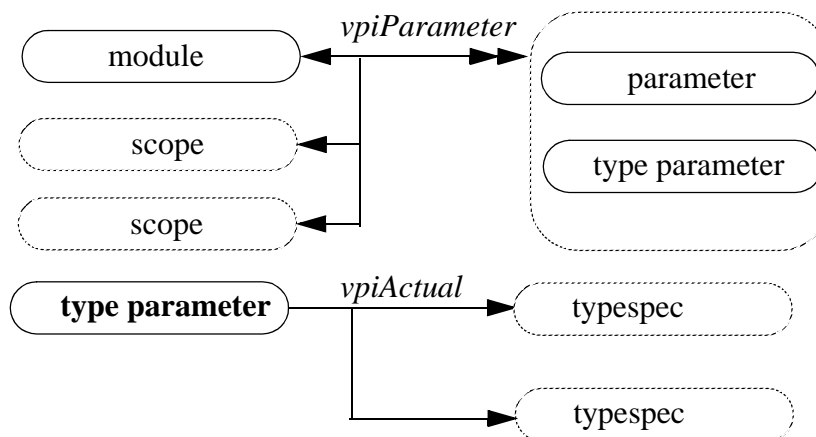 vpiParameter
module
parameter
scope
type parameter
scope
type parameter
vpiActual
typespec
typespec